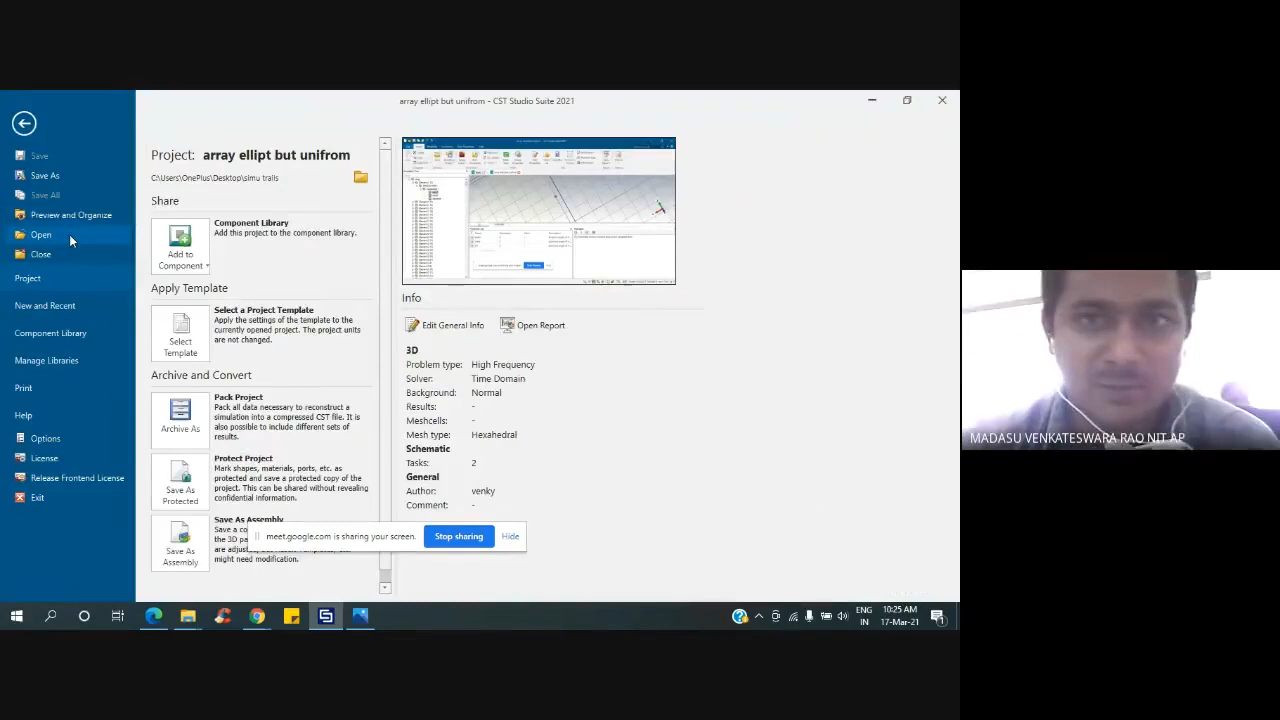 array ellipt but unifrom - CST Studio Suite 2021
Save
Save As
Save All
Preview and Organize
Open
Close
Project
New and Recent
Component Library
Manage Libraries
Print
Help
Options
License
Release Frontend License
Exit
Project: array ellipt but unifrom
C:\Users\OnePlus\Desktop\simu trails
Share
Add to
Component
Component Library
Add this project to the component library.
Apply Template
Select
Template
Select a Project Template
Apply the settings of the template to the
currently opened project. The project units
are not changed.
Archive and Convert
Archive As
Pack Project
Pack all data necessary to reconstruct a
simulation into a compressed CST file. It is
also possible to include different sets of
results.
Save As
Protected
Protect Project
Mark shapes, materials, ports, etc. as
protected and save a protected copy of the
project. This can be shared without revealing
confidential information.
Save As
Assembly
Save As Assembly
Save a co
the 3D pa
are adjuste
might need modification.
Info
Edit General Info
Open Report
3D
Problem type: High Frequency
Solver: Time Domain
Background: Normal
Results: -
Meshcells: -
Mesh type: Hexahedral
Schematic
Tasks: 2
General
Author: venky
Comment: -
meet.google.com is sharing your screen.
Stop sharing
Hide
ENG
IN
10:25 AM
17-Mar-21
1
MADASU VENKATESWARA RAO NIT AP